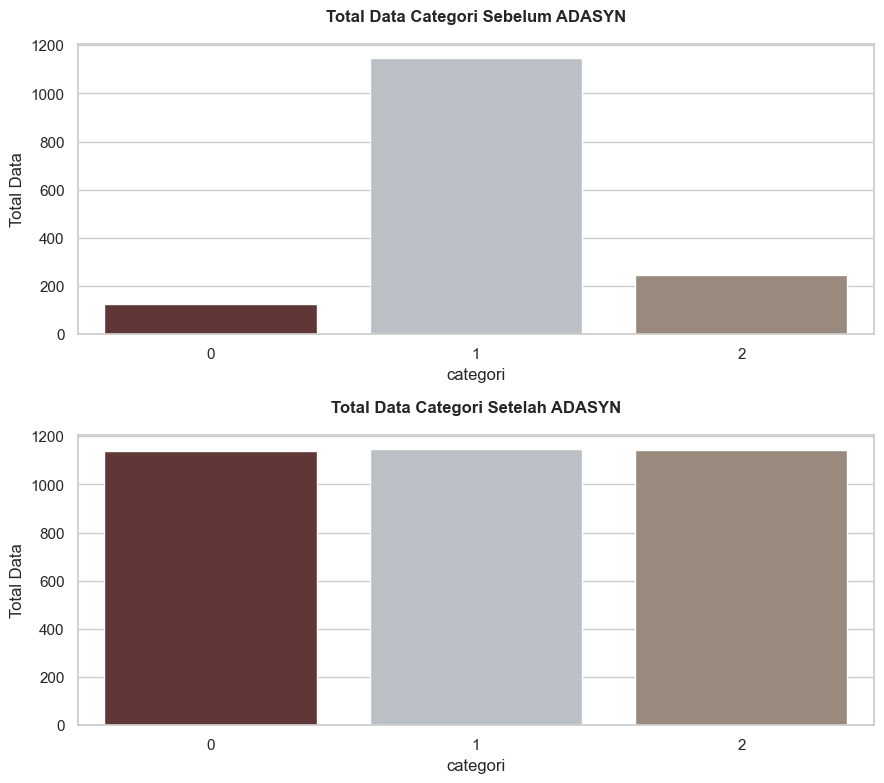 Total Data Categori Sebelum ADASYN
1200
1000
800
600
400
200
0
Total Data
0 1 2
categori
Total Data Categori Setelah ADASYN
1200
1000
800
600
400
200
0
Total Data
0 1 2
categori